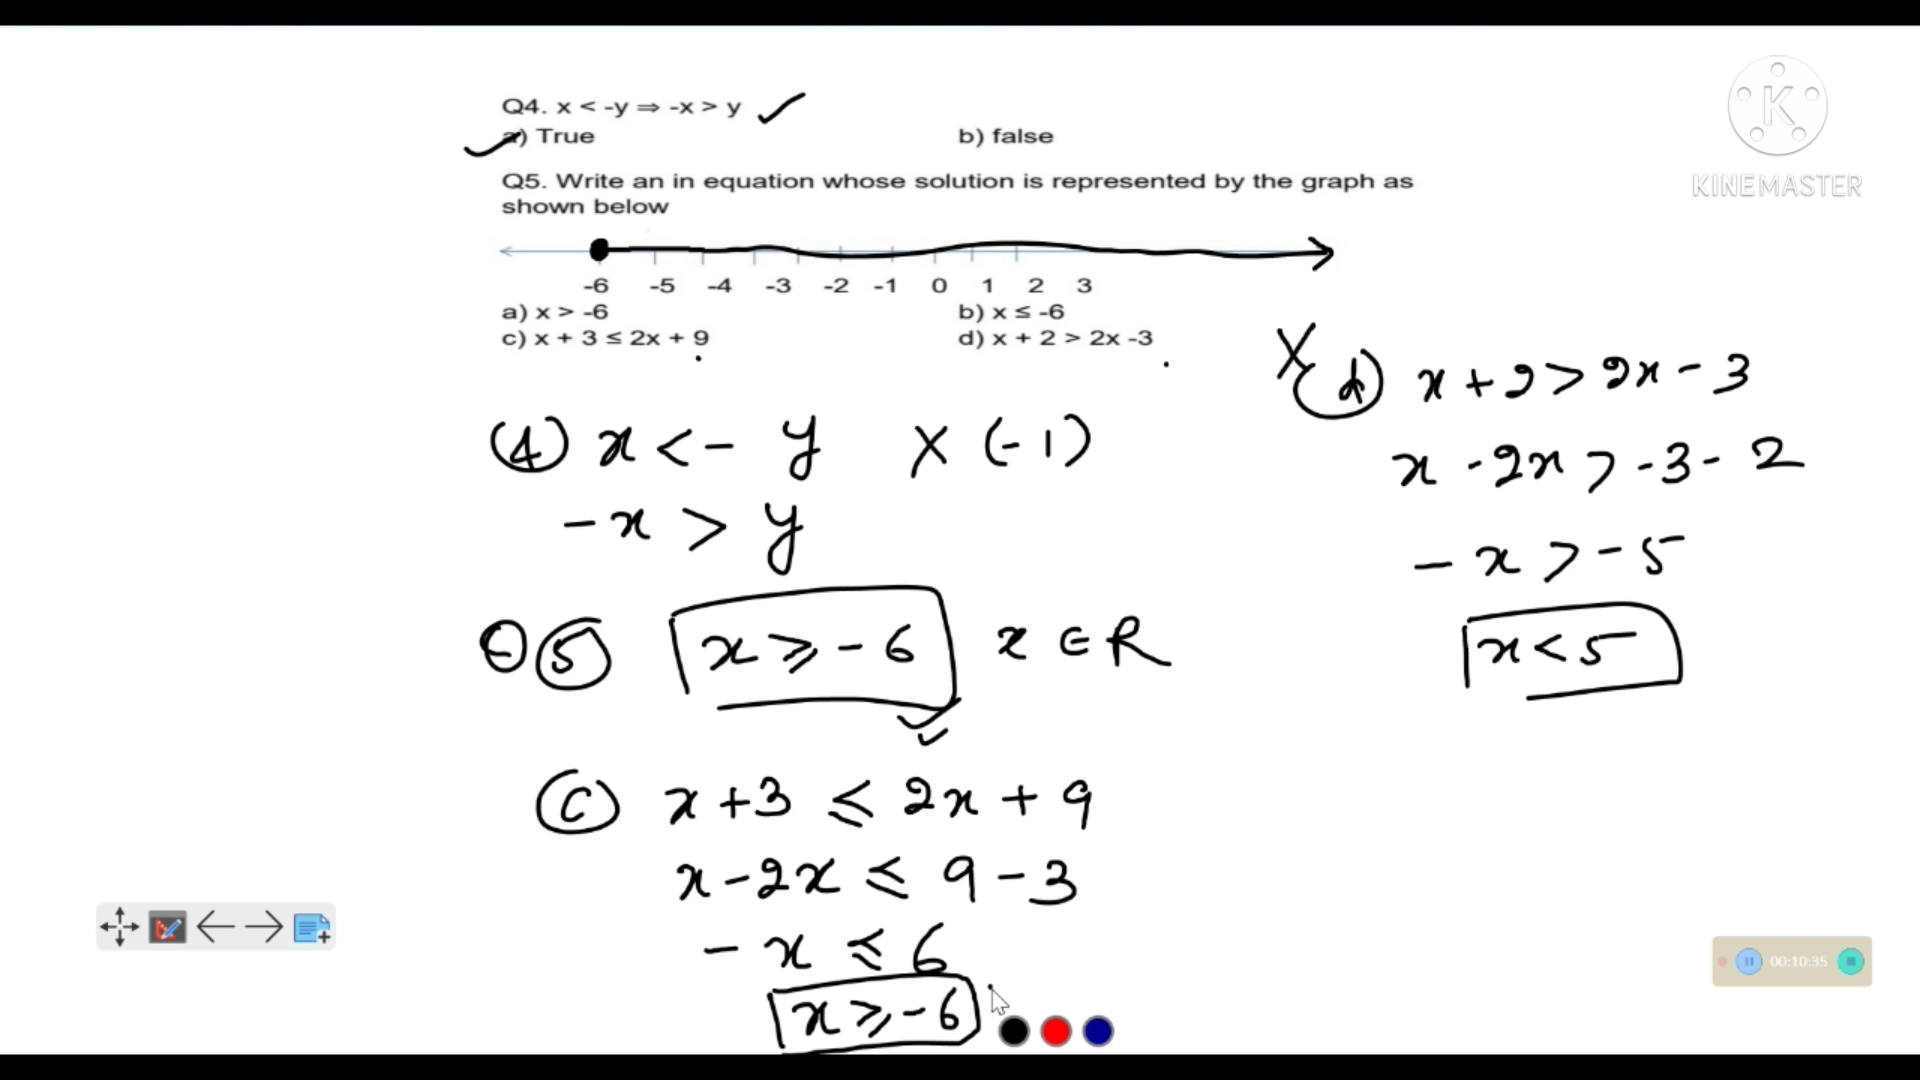 Q4. x < -y ⇒ -x > y ✓
a) True b) false
Q5. Write an in equation whose solution is represented by the graph as
shown below
-6 -5 -4 -3 -2 -1 0 1 2 3
a) x > -6 b) x ≤ -6
c) x + 3 ≤ 2x + 9 d) x + 2 > 2x -3
(4) x < - y X (-1)
- x > y
Q (5) x ≥ - 6 x ∈ R
(c) x + 3 ≤ 2x + 9
x - 2x ≤ 9 - 3
- x ≤ 6
x ≥ - 6
X (d) x + 2 > 2x - 3
x - 2x > -3 - 2
- x > - 5
x < 5
K
KINEMASTER
00:10:35